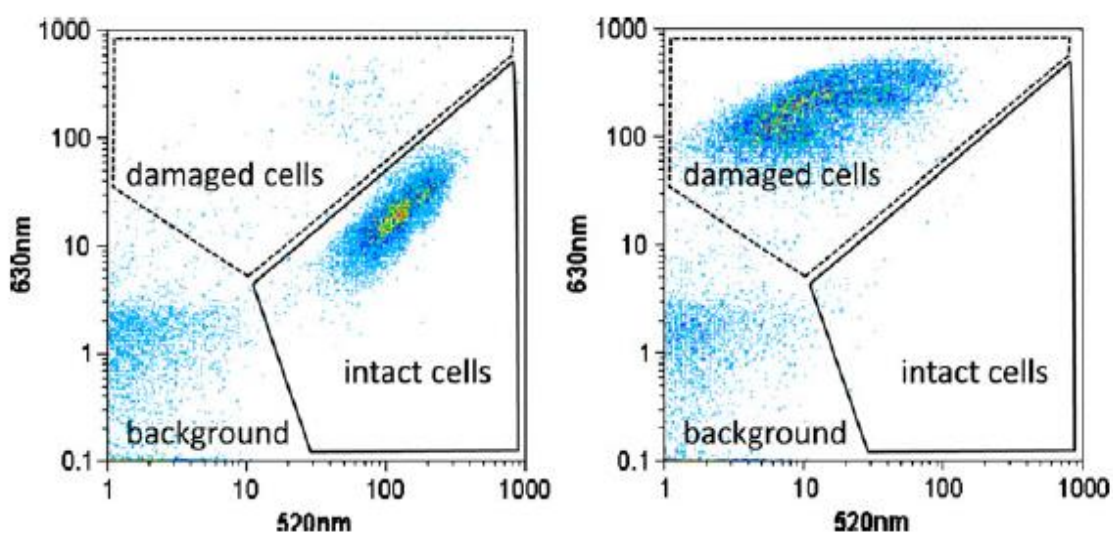 1000
100
10
1
0.1
630nm
damaged cells
intact cells
background
1 10 100 1000
520nm
1000
100
10
1
0.1
630nm
damaged cells
intact cells
background
1 10 100 1000
520nm